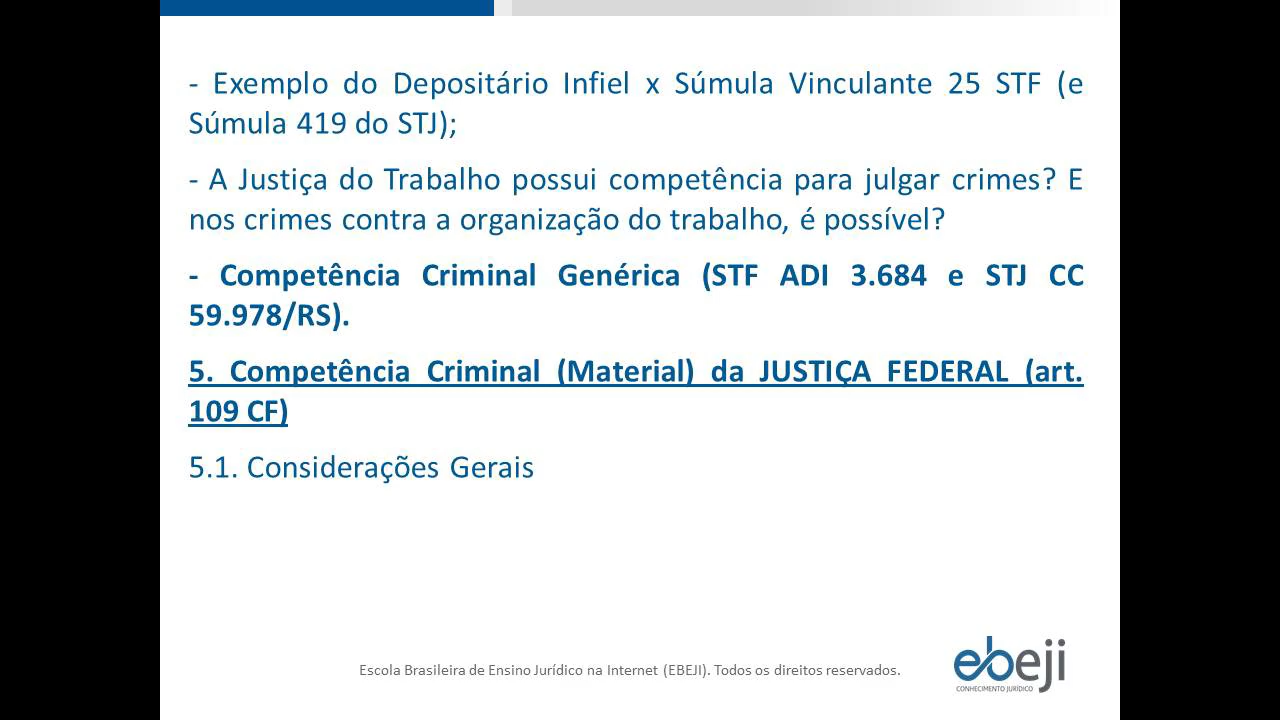 - Exemplo do Depositário Infiel x Súmula Vinculante 25 STF (e
Súmula 419 do STJ);
- A Justiça do Trabalho possui competência para julgar crimes? E
nos crimes contra a organização do trabalho, é possível?
- Competência Criminal Genérica (STF ADI 3.684 e STJ CC
59.978/RS).
5. Competência Criminal (Material) da JUSTIÇA FEDERAL (art.
109 CF)
5.1. Considerações Gerais
Escola Brasileira de Ensino Jurídico na Internet (EBEJI). Todos os direitos reservados.
ebeji
CONHECIMENTO JURÍDICO